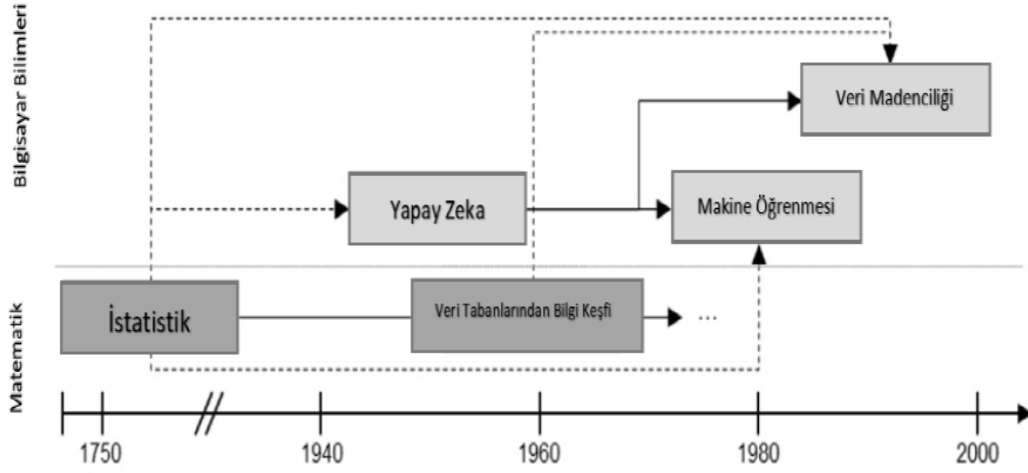 Bilgisayar Bilimleri
Veri Madenciliği
Yapay Zeka
Makine Öğrenmesi
Matematik
İstatistik
Veri Tabanlarından Bilgi Keşfi
...
1750
1940
1960
1980
2000